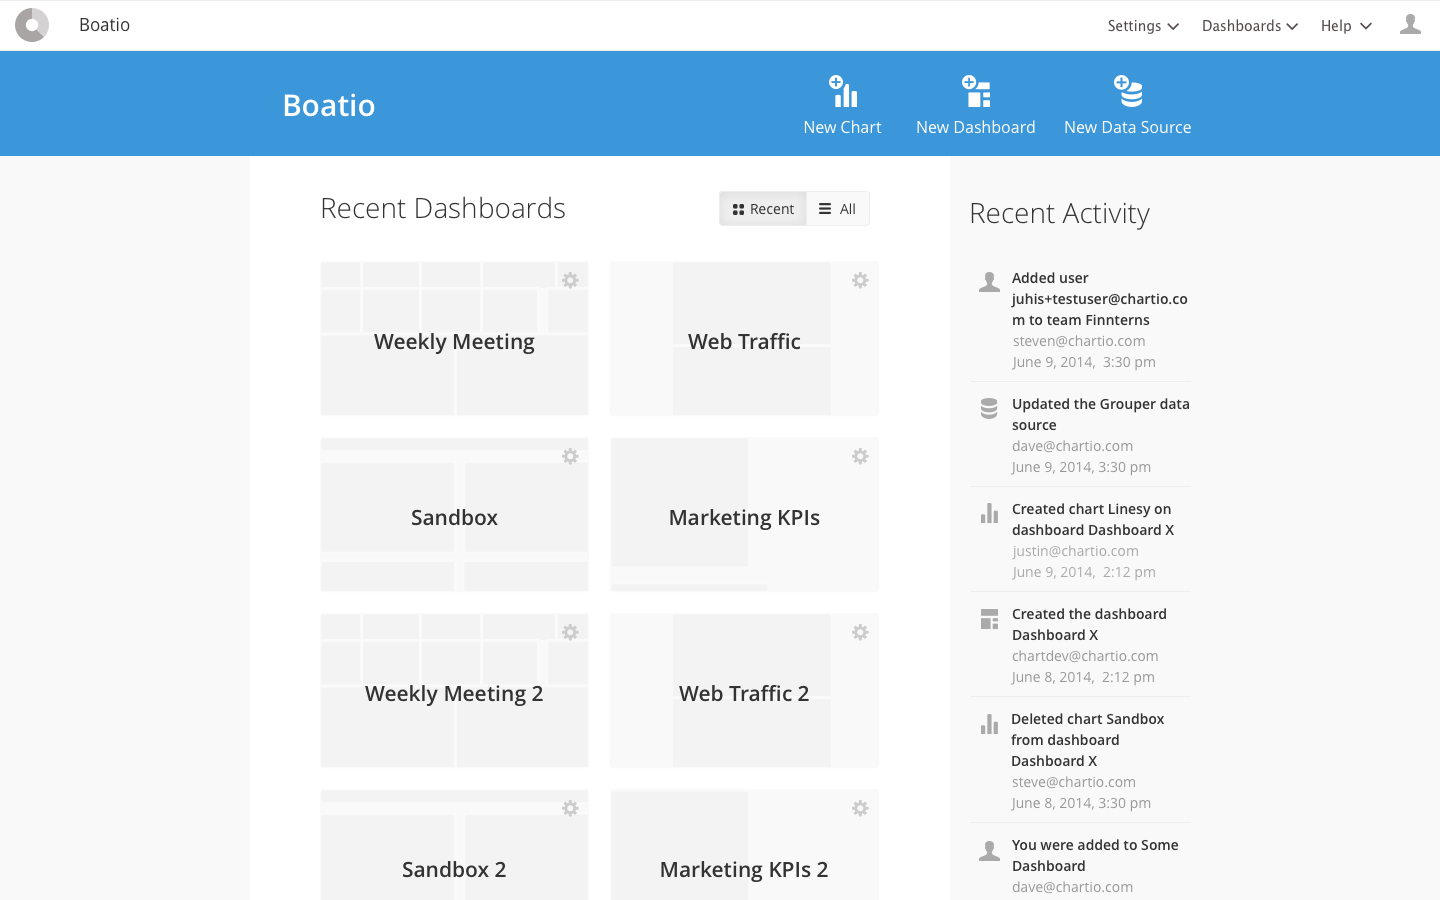 Boatio
Settings
Dashboards
Help
Boatio
New Chart
New Dashboard
New Data Source
Recent Dashboards
Recent
All
Weekly Meeting
Web Traffic
Sandbox
Marketing KPIs
Weekly Meeting 2
Web Traffic 2
Sandbox 2
Marketing KPIs 2
Recent Activity
Added user
juhis+testuser@chartio.co
m to team Finnterns
steven@chartio.com
June 9, 2014,  3:30 pm
Updated the Grouper data
source
dave@chartio.com
June 9, 2014, 3:30 pm
Created chart Linesy on
dashboard Dashboard X
justin@chartio.com
June 9, 2014,  2:12 pm
Created the dashboard
Dashboard X
chartdev@chartio.com
June 8, 2014,  2:12 pm
Deleted chart Sandbox
from dashboard
Dashboard X
steve@chartio.com
June 8, 2014, 3:30 pm
You were added to Some
Dashboard
dave@chartio.com